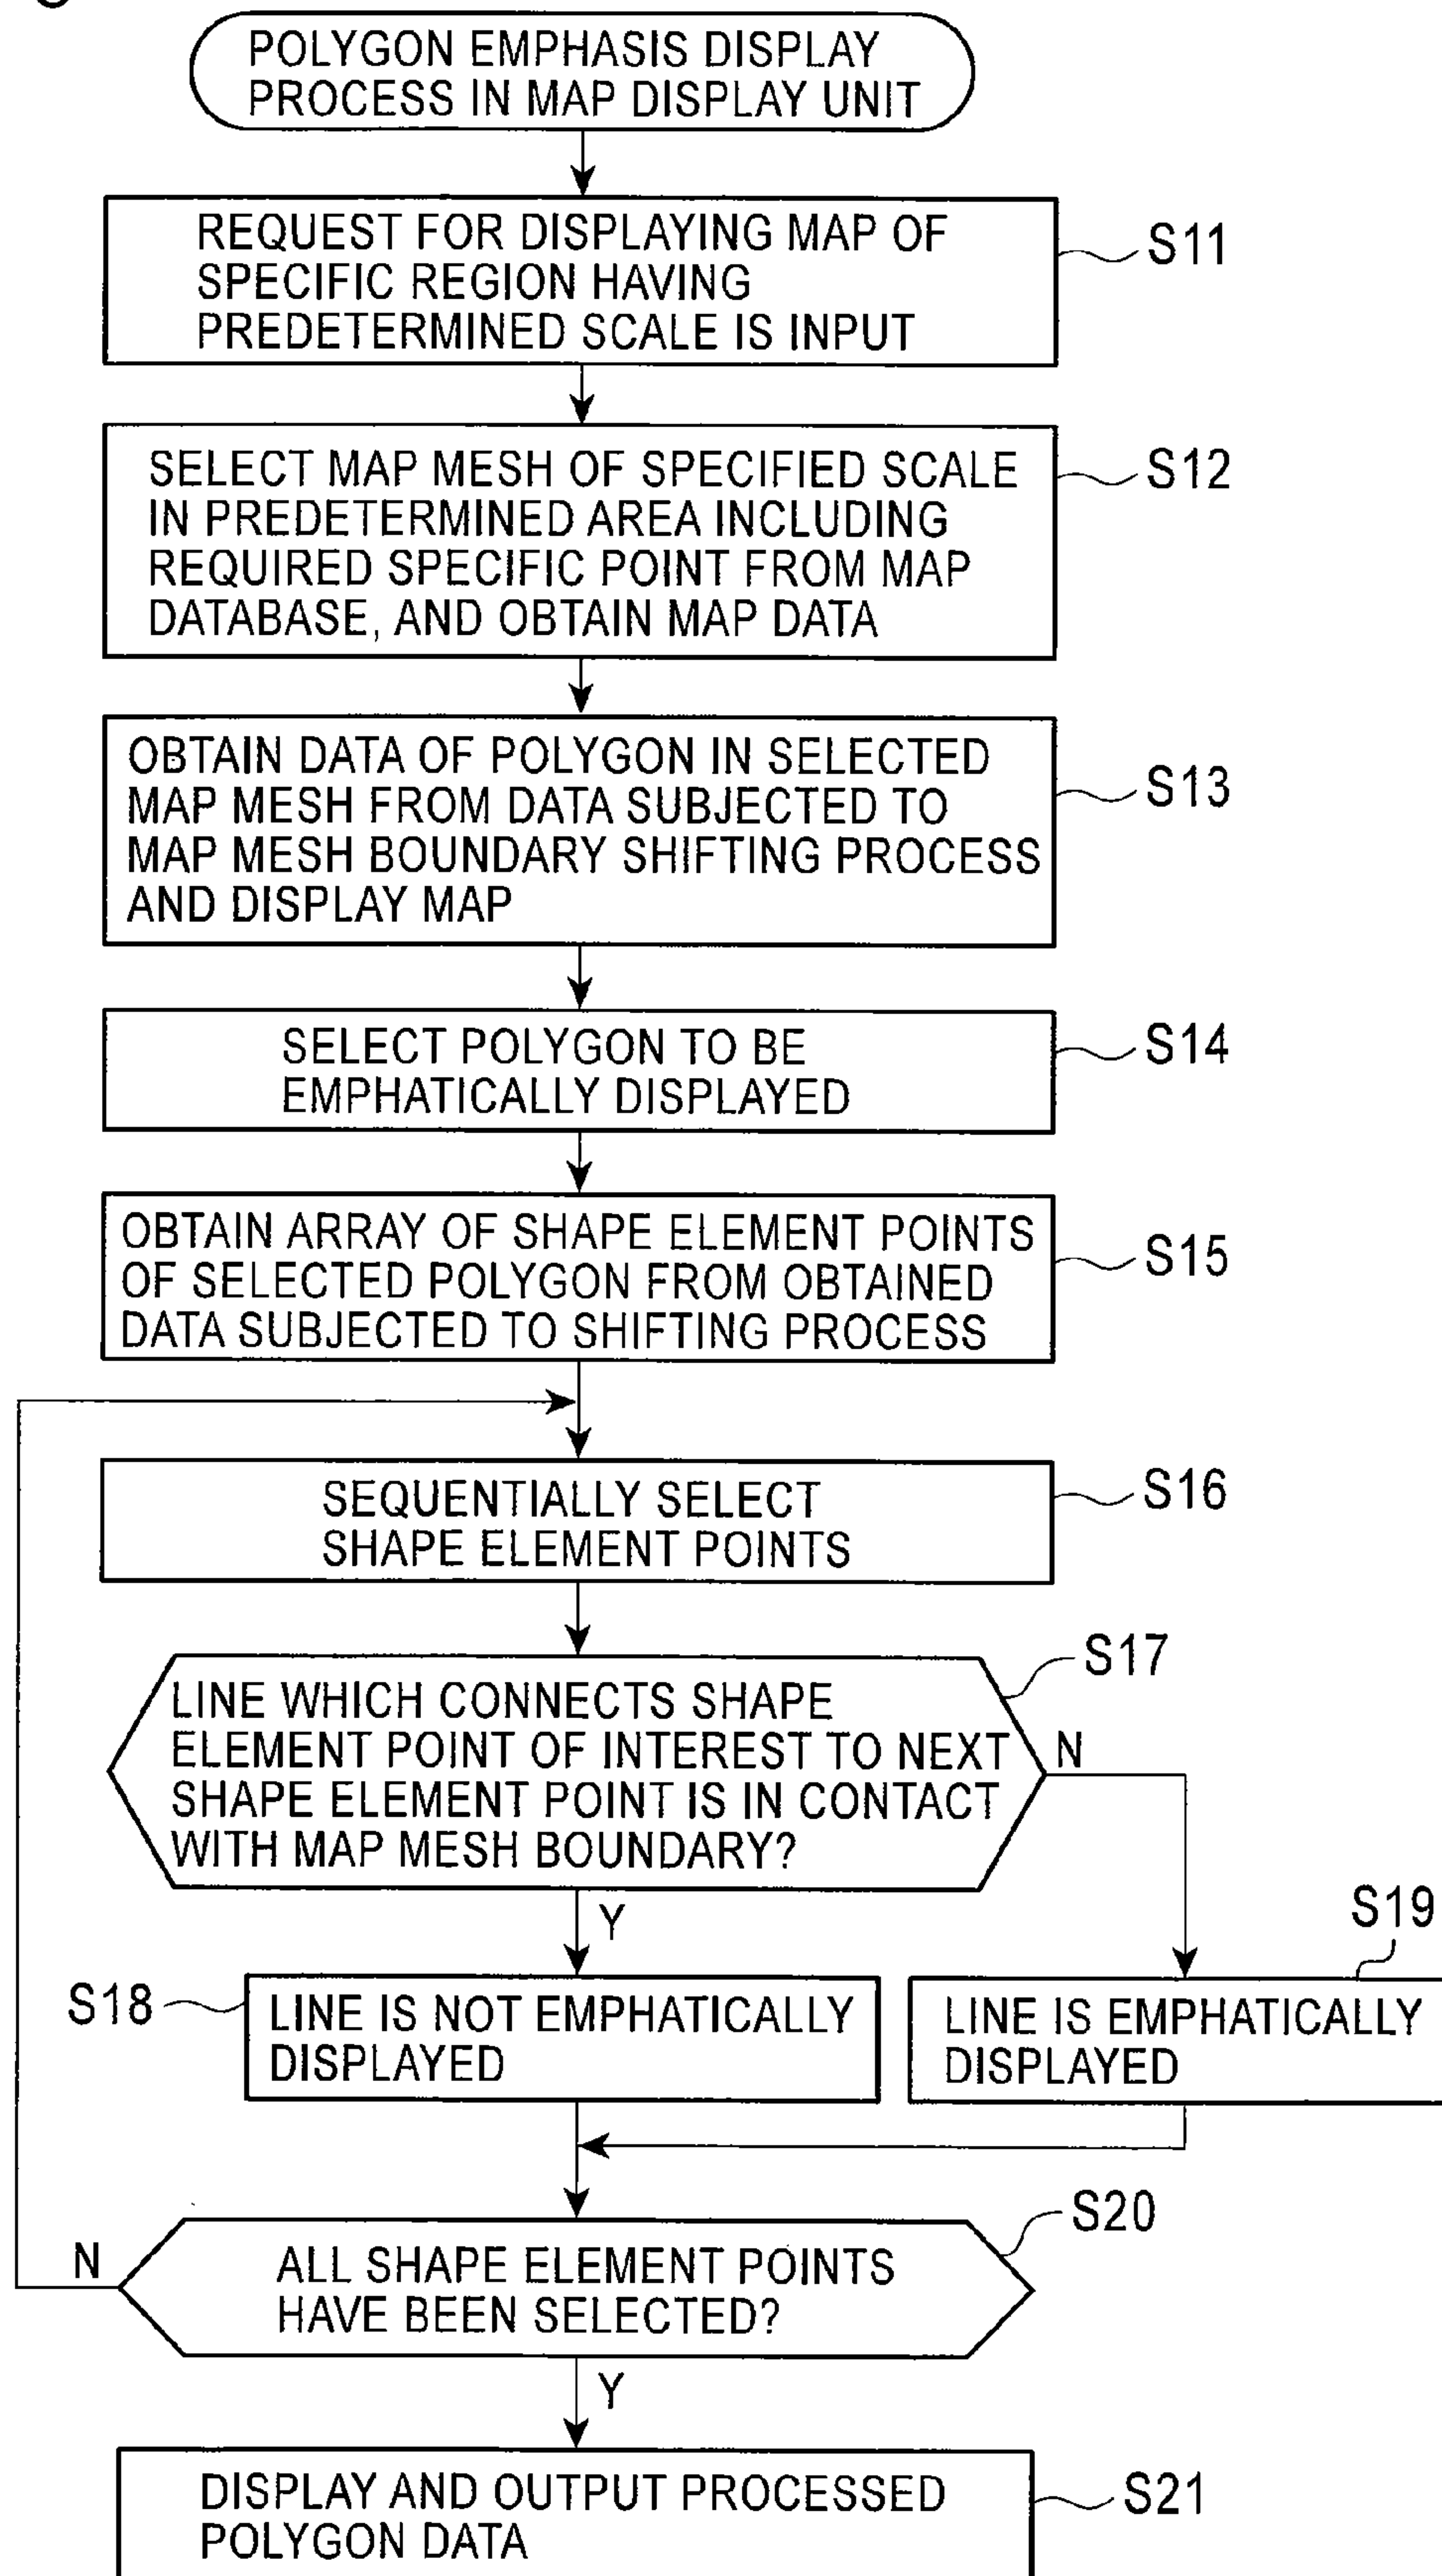 POLYGON EMPHASIS DISPLAY
PROCESS IN MAP DISPLAY UNIT
REQUEST FOR DISPLAYING MAP OF
SPECIFIC REGION HAVING
PREDETERMINED SCALE IS INPUT
S11
SELECT MAP MESH OF SPECIFIED SCALE
IN PREDETERMINED AREA INCLUDING
REQUIRED SPECIFIC POINT FROM MAP
DATABASE, AND OBTAIN MAP DATA
S12
OBTAIN DATA OF POLYGON IN SELECTED
MAP MESH FROM DATA SUBJECTED TO
MAP MESH BOUNDARY SHIFTING PROCESS
AND DISPLAY MAP
S13
SELECT POLYGON TO BE
EMPHATICALLY DISPLAYED
S14
OBTAIN ARRAY OF SHAPE ELEMENT POINTS
OF SELECTED POLYGON FROM OBTAINED
DATA SUBJECTED TO SHIFTING PROCESS
S15
SEQUENTIALLY SELECT
SHAPE ELEMENT POINTS
S16
S17
LINE WHICH CONNECTS SHAPE
ELEMENT POINT OF INTEREST TO NEXT
SHAPE ELEMENT POINT IS IN CONTACT
WITH MAP MESH BOUNDARY?
N
Y
S18
LINE IS NOT EMPHATICALLY
DISPLAYED
S19
LINE IS EMPHATICALLY
DISPLAYED
S20
N
ALL SHAPE ELEMENT POINTS
HAVE BEEN SELECTED?
Y
DISPLAY AND OUTPUT PROCESSED
POLYGON DATA
S21